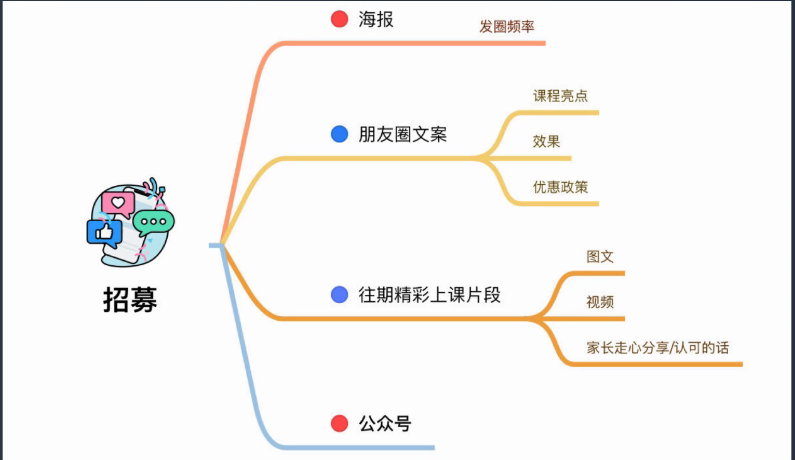 海报
发圈频率
朋友圈文案
课程亮点
效果
优惠政策
招募
往期精彩上课片段
图文
视频
家长走心分享/认可的话
公众号